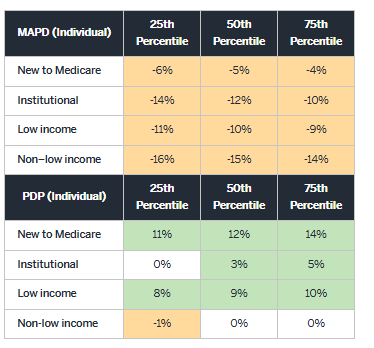 MAPD (Individual) 25th Percentile 50th Percentile 75th Percentile
New to Medicare -6% -5% -4%
Institutional -14% -12% -10%
Low income -11% -10% -9%
Non–low income -16% -15% -14%
PDP (Individual) 25th Percentile 50th Percentile 75th Percentile
New to Medicare 11% 12% 14%
Institutional 0% 3% 5%
Low income 8% 9% 10%
Non-low income -1% 0% 0%